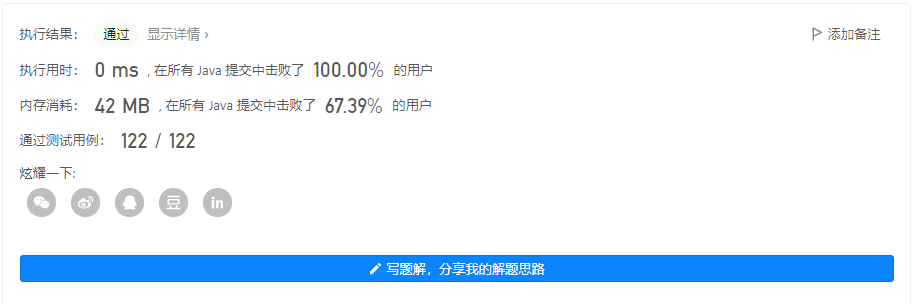 执行结果： 通过 显示详情 › 添加备注
执行用时： 0 ms , 在所有 Java 提交中击败了 100.00% 的用户
内存消耗： 42 MB , 在所有 Java 提交中击败了 67.39% 的用户
通过测试用例： 122 / 122
炫耀一下:
豆 in
写题解，分享我的解题思路